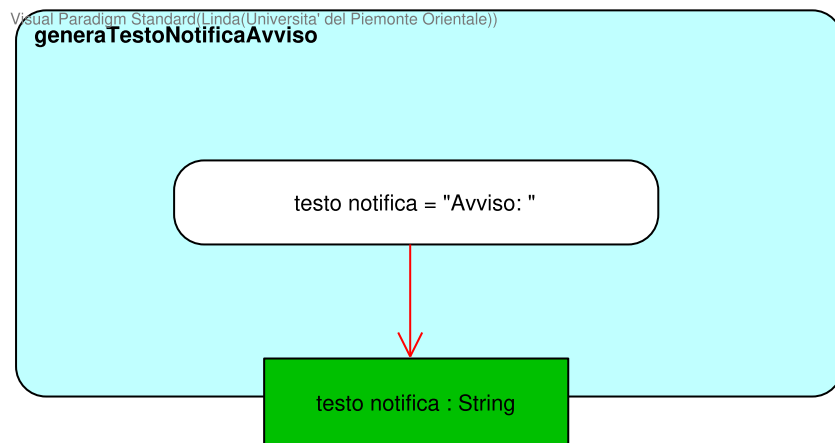 Visual Paradigm Standard(Linda(Universita' del Piemonte Orientale))
generaTestoNotificaAvviso
testo notifica = "Avviso: "
testo notifica : String